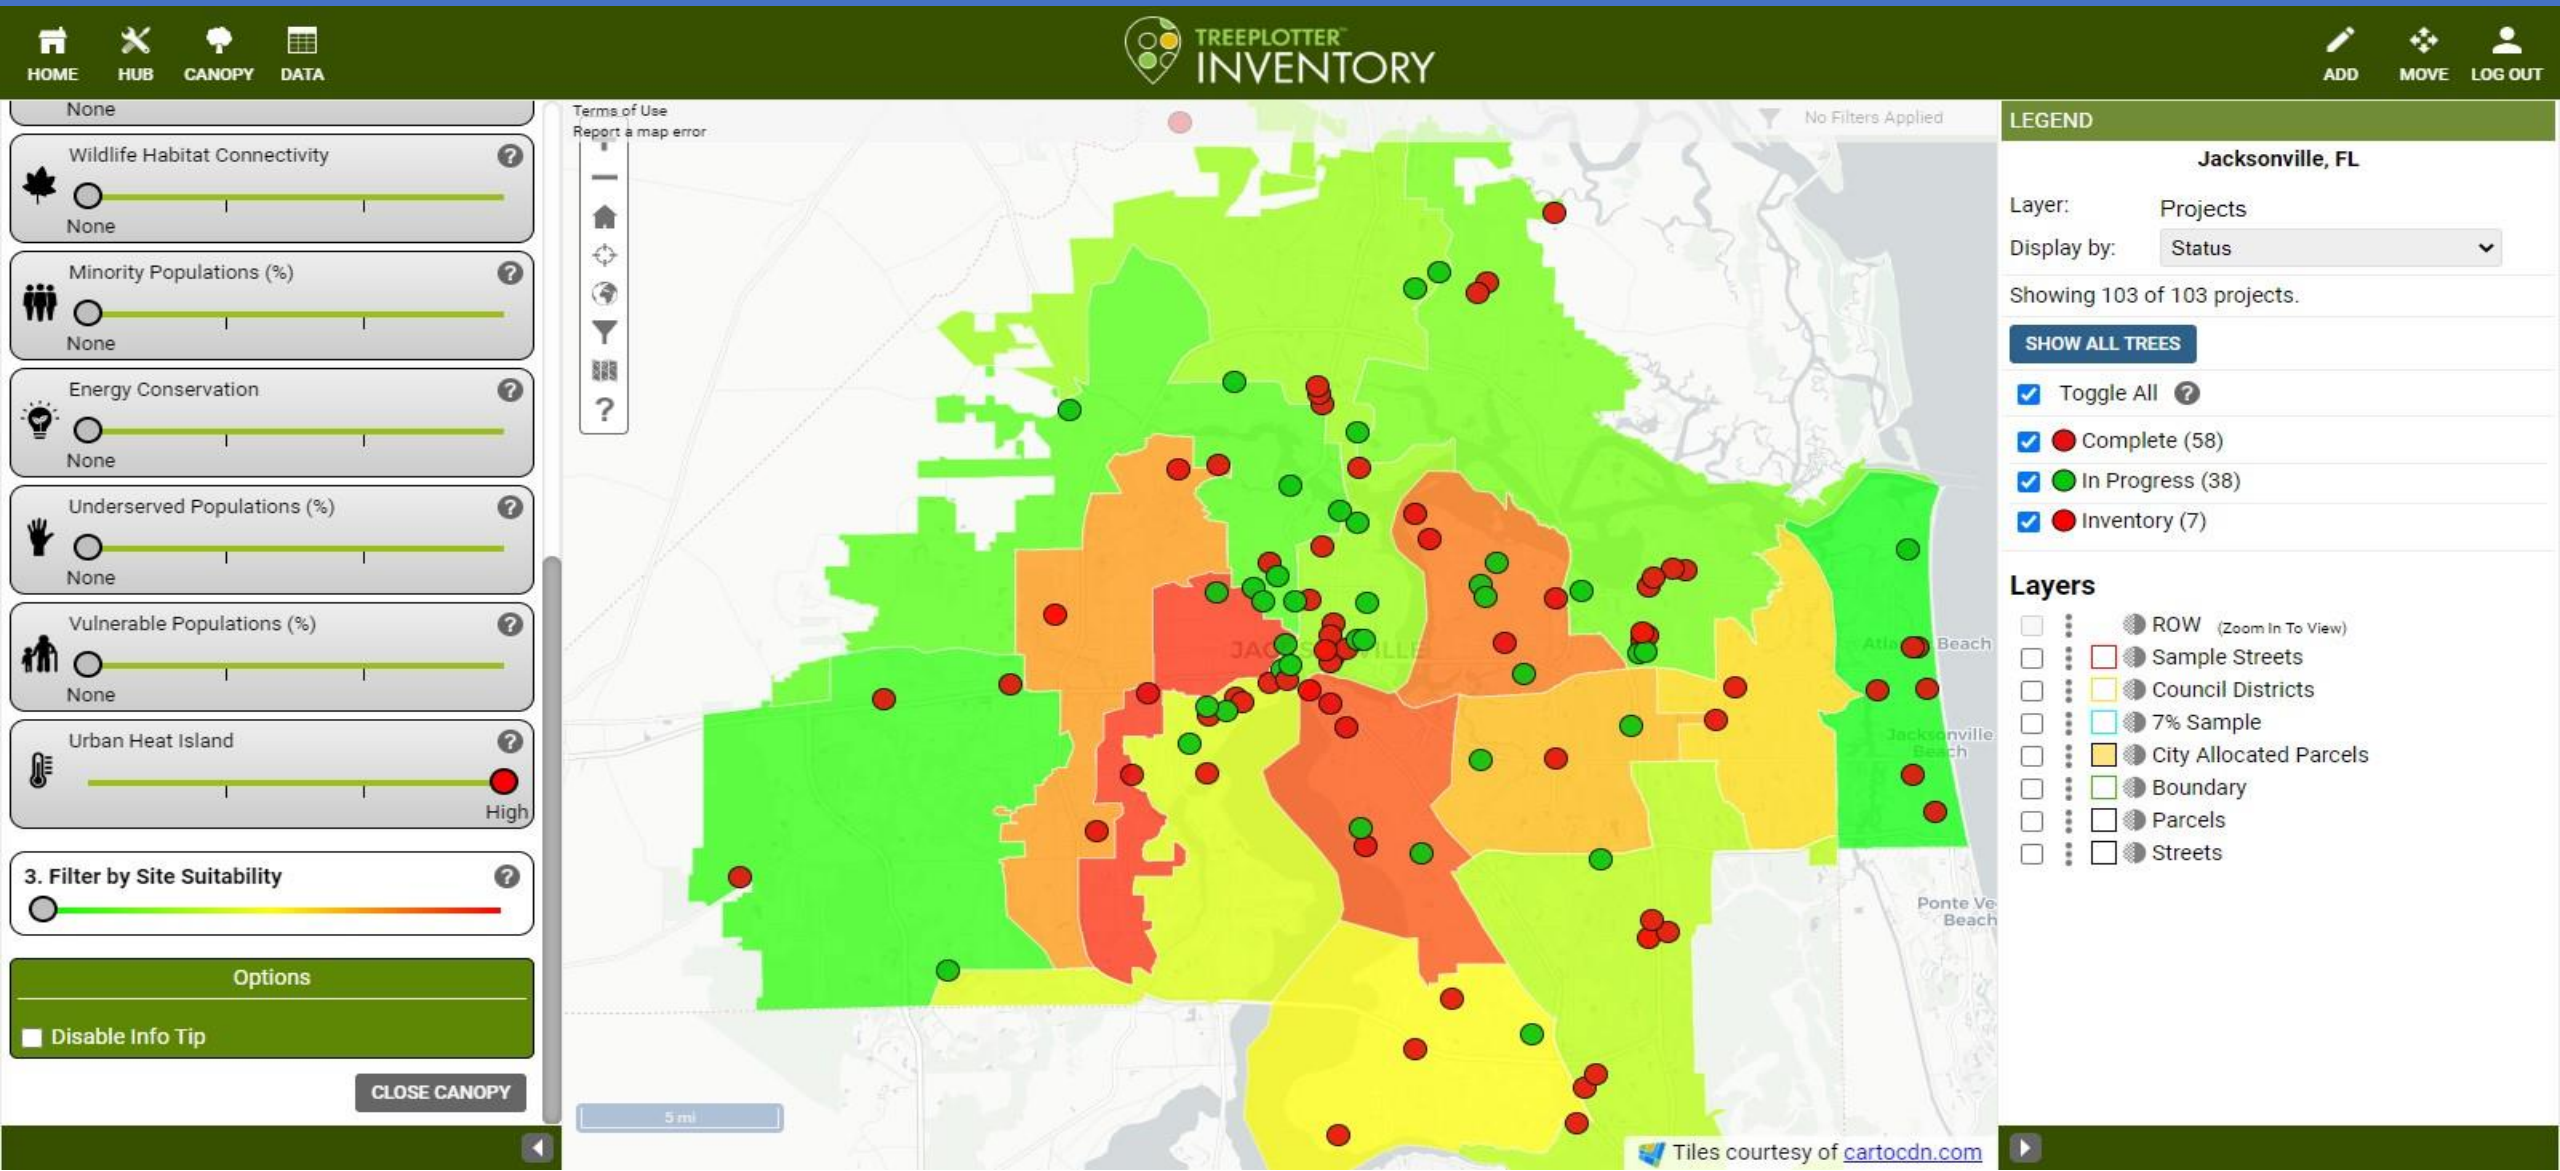 HOME
HUB
CANOPY
DATA
TREEPLOTTER™
INVENTORY
ADD
MOVE
LOG OUT
None
Wildlife Habitat Connectivity
?
None
Minority Populations (%)
?
None
Energy Conservation
?
None
Underserved Populations (%)
?
None
Vulnerable Populations (%)
?
None
Urban Heat Island
?
High
3. Filter by Site Suitability
?
Options
Disable Info Tip
CLOSE CANOPY
Terms of Use
Report a map error
?
No Filters Applied
Beach
Jacksonville
Beach
Ponte Ve
Beach
5 mi
Tiles courtesy of cartocdn.com
LEGEND
Jacksonville, FL
Layer: Projects
Display by: Status
Showing 103 of 103 projects.
SHOW ALL TREES
Toggle All ?
Complete (58)
In Progress (38)
Inventory (7)
Layers
ROW (Zoom In To View)
Sample Streets
Council Districts
7% Sample
City Allocated Parcels
Boundary
Parcels
Streets